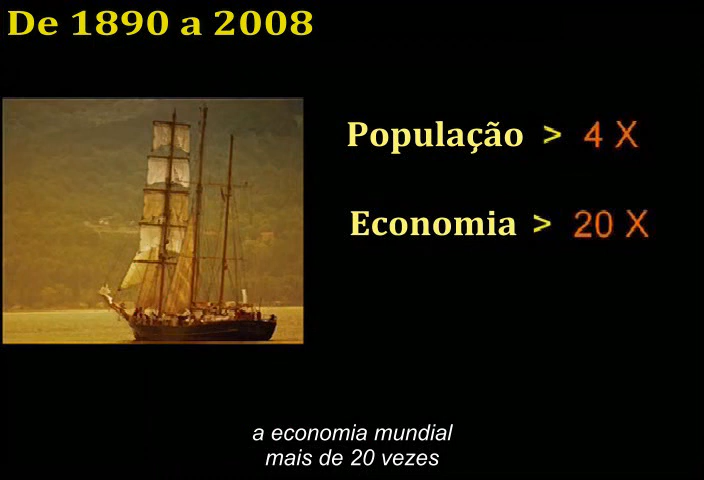 De 1890 a 2008
População > 4 X
Economia > 20 X
a economia mundial
mais de 20 vezes